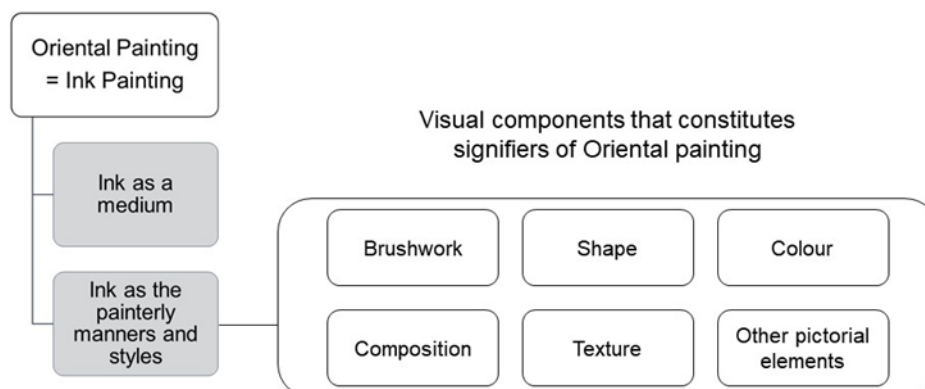 Oriental Painting
= Ink Painting
Ink as a
medium
Ink as the
painterly
manners and
styles
Visual components that constitutes
signifiers of Oriental painting
Brushwork
Shape
Colour
Composition
Texture
Other pictorial
elements